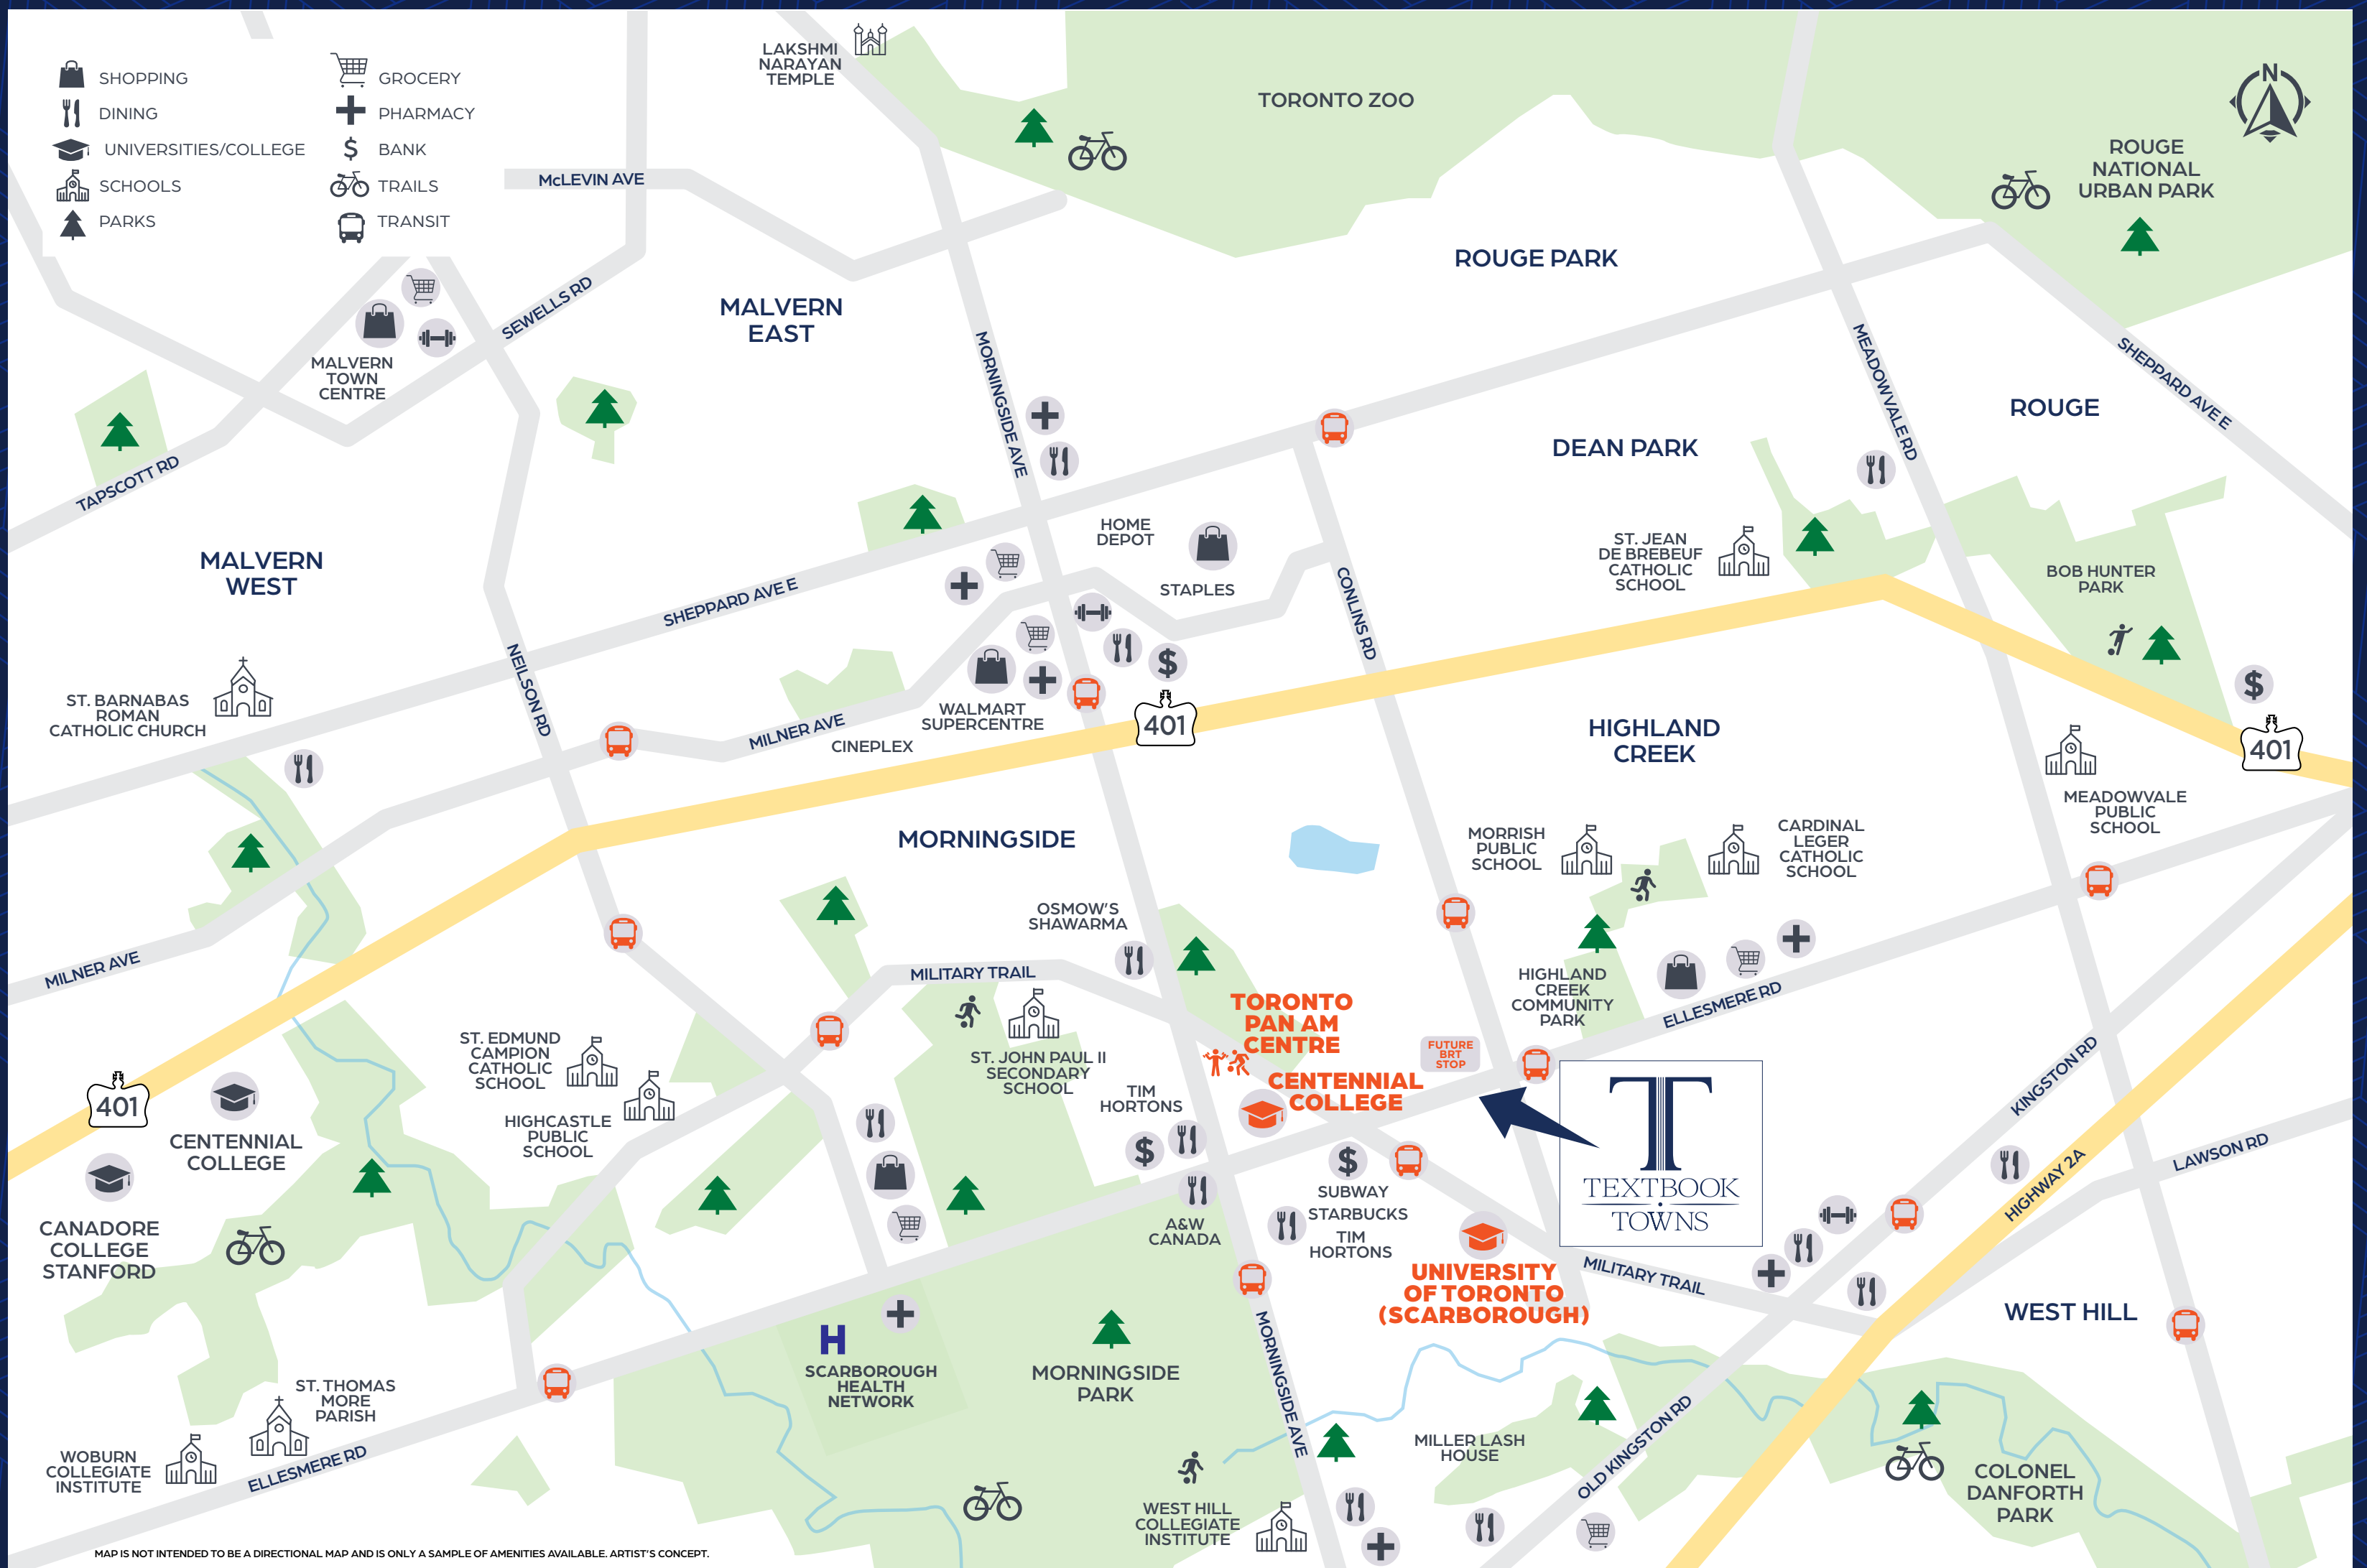 SHOPPING
DINING
UNIVERSITIES/COLLEGE
SCHOOLS
PARKS
GROCERY
PHARMACY
$ BANK
TRAILS
TRANSIT
LAKSHMI
NARAYAN
TEMPLE
TORONTO ZOO
N
ROUGE
NATIONAL
URBAN PARK
McLEVIN AVE
ROUGE PARK
SEWELLS RD
MALVERN
EAST
MALVERN
TOWN
CENTRE
MORNINGSIDE AVE
MEADOWVALE RD
SHEPPARD AVE E
ROUGE
DEAN PARK
TAPSCOTT RD
MALVERN
WEST
HOME
DEPOT
STAPLES
ST. JEAN
DE BREBEUF
CATHOLIC
SCHOOL
BOB HUNTER
PARK
SHEPPARD AVE E
CONLINS RD
NEILSON RD
ST. BARNABAS
ROMAN
CATHOLIC CHURCH
$
$
WALMART
SUPERCENTRE
MILNER AVE
CINEPLEX
401
HIGHLAND
CREEK
401
MEADOWVALE
PUBLIC
SCHOOL
MORNINGSIDE
MORRISH
PUBLIC
SCHOOL
CARDINAL
LEGER
CATHOLIC
SCHOOL
OSMOW'S
SHAWARMA
MILNER AVE
MILITARY TRAIL
HIGHLAND
CREEK
COMMUNITY
PARK
ELLESMERE RD
TORONTO
PAN AM
CENTRE
ST. EDMUND
CAMPION
CATHOLIC
SCHOOL
ST. JOHN PAUL II
SECONDARY
SCHOOL
FUTURE
BRT
STOP
CENTENNIAL
COLLEGE
TIM
HORTONS
HIGHCASTLE
PUBLIC
SCHOOL
401
CENTENNIAL
COLLEGE
$
$
KINGSTON RD
T
TEXTBOOK
TOWNS
LAWSON RD
HIGHWAY 2A
CANADORE
COLLEGE
STANFORD
SUBWAY
STARBUCKS
TIM
HORTONS
A&W
CANADA
UNIVERSITY
OF TORONTO
(SCARBOROUGH)
MILITARY TRAIL
WEST HILL
H
SCARBOROUGH
HEALTH
NETWORK
MORNINGSIDE
PARK
MORNINGSIDE AVE
ST. THOMAS
MORE
PARISH
WOBURN
COLLEGIATE
INSTITUTE
ELLESMERE RD
MILLER LASH
HOUSE
OLD KINGSTON RD
COLONEL
DANFORTH
PARK
WEST HILL
COLLEGIATE
INSTITUTE
MAP IS NOT INTENDED TO BE A DIRECTIONAL MAP AND IS ONLY A SAMPLE OF AMENITIES AVAILABLE. ARTIST'S CONCEPT.